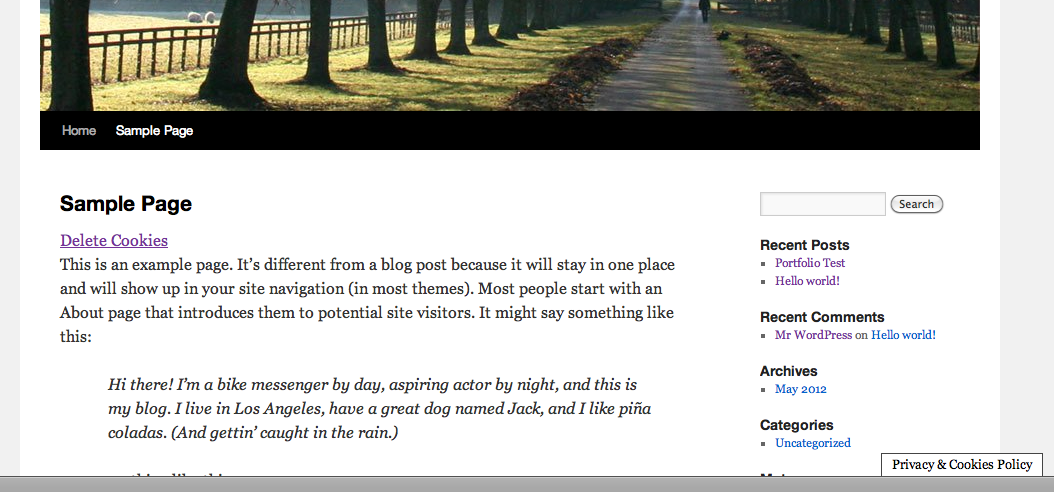 Home Sample Page
Sample Page
Delete Cookies
This is an example page. It’s different from a blog post because it will stay in one place
and will show up in your site navigation (in most themes). Most people start with an
About page that introduces them to potential site visitors. It might say something like
this:
Hi there! I’m a bike messenger by day, aspiring actor by night, and this is
my blog. I live in Los Angeles, have a great dog named Jack, and I like piña
coladas. (And gettin’ caught in the rain.)
Search
Recent Posts
Portfolio Test
Hello world!
Recent Comments
Mr WordPress on Hello world!
Archives
May 2012
Categories
Uncategorized
Privacy & Cookies Policy